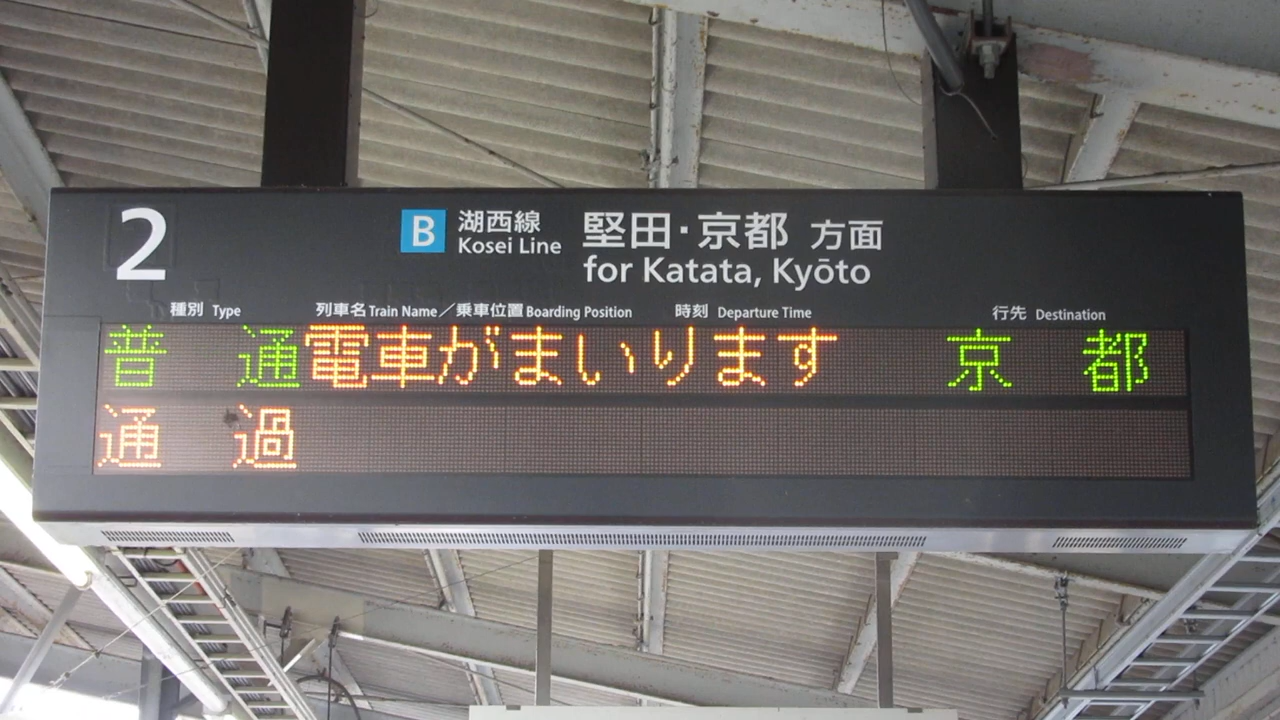 2
B 湖西線 堅田・京都 方面
Kosei Line for Katata, Kyōto
種別 Type 列車名 Train Name／乗車位置 Boarding Position 時刻 Departure Time 行先 Destination
普 通 電車がまいります 京 都
通 過